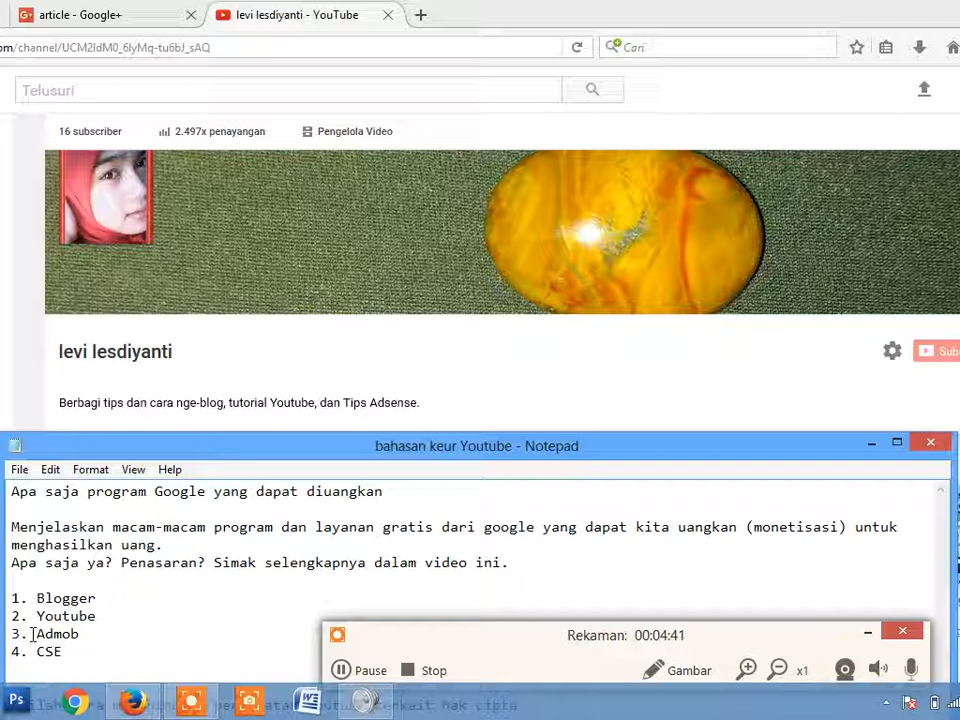 article - Google+
levi lesdiyanti - YouTube
om/channel/UCM2ldM0_6lyMq-tu6bJ_sAQ
Cari
Telusuri
16 subscriber
2.497x penayangan
Pengelola Video
levi lesdiyanti
Subs
Berbagi tips dan cara nge-blog, tutorial Youtube, dan Tips Adsense.
bahasan keur Youtube - Notepad
File Edit Format View Help
Apa saja program Google yang dapat diuangkan
Menjelaskan macam-macam program dan layanan gratis dari google yang dapat kita uangkan (monetisasi) untuk
menghasilkan uang.
Apa saja ya? Penasaran? Simak selengkapnya dalam video ini.
1. Blogger
2. Youtube
3. Admob
4. CSE
Rekaman: 00:04:41
Pause
Stop
Gambar
x1
terkait hak cipta